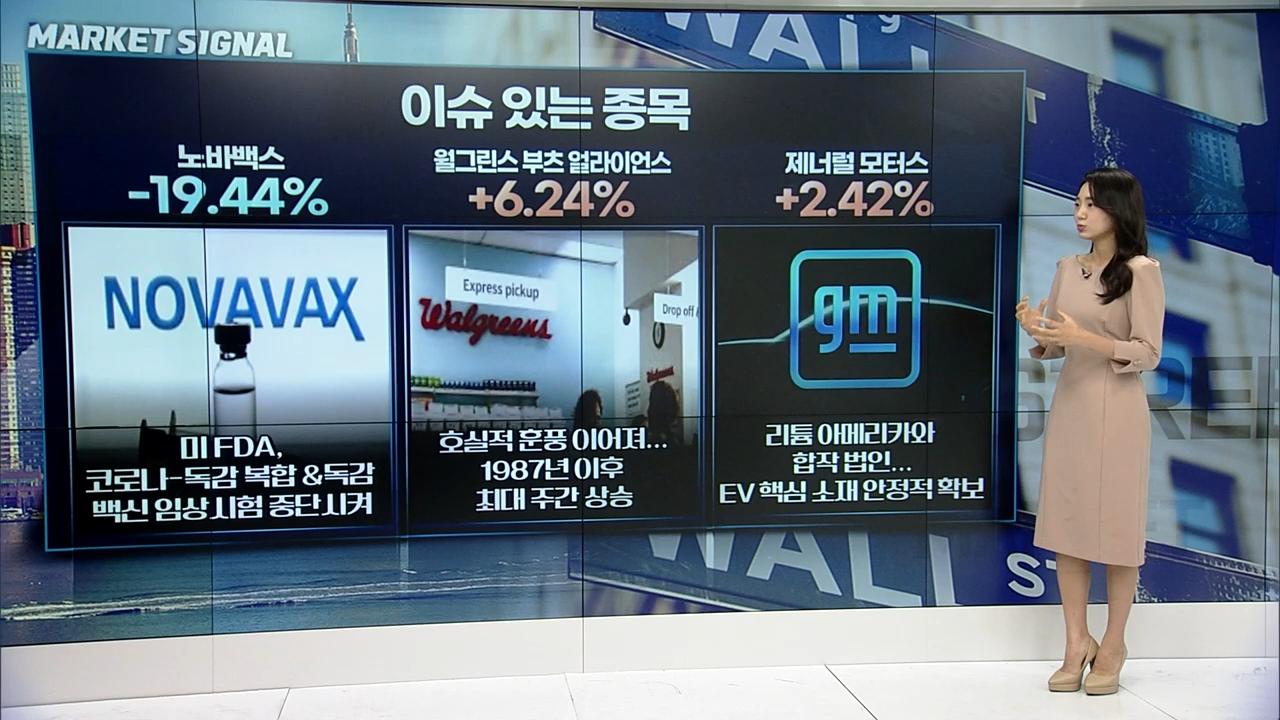 MARKET SIGNAL
이슈 있는 종목
노바백스
-19.44%
월그린스 부츠 얼라이언스
+6.24%
제너럴 모터스
+2.42%
NOVAVAX
미 FDA,
코로나-독감 복합 &독감
백신 임상 시험 중단시켜
Express pickup
Walgreens
Drop off
Walgreens
호실적 훈풍 이어져...
1987년 이후
최대 주간 상승
gm
리튬 아메리카와
합작 법인...
EV 핵심 소재 안정적 확보
WALL
ST
WALL
ST
STREE